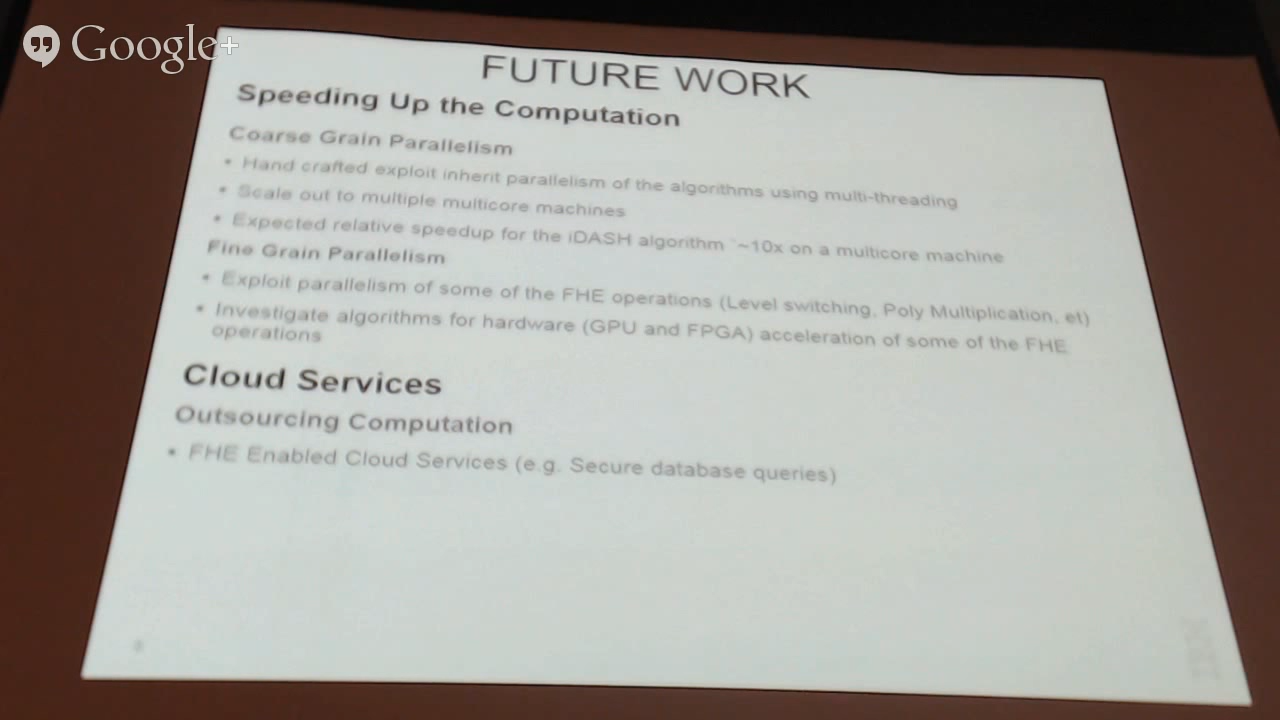 Google+
FUTURE WORK
Speeding Up the Computation
Coarse Grain Parallelism
• Hand crafted exploit inherit parallelism of the algorithms using multi-threading
• Scale out to multiple multicore machines
• Expected relative speedup for the iDASH algorithm `~10x on a multicore machine
Fine Grain Parallelism
• Exploit parallelism of some of the FHE operations (Level switching, Poly Multiplication, et)
• Investigate algorithms for hardware (GPU and FPGA) acceleration of some of the FHE
operations
Cloud Services
Outsourcing Computation
• FHE Enabled Cloud Services (e.g. Secure database queries)